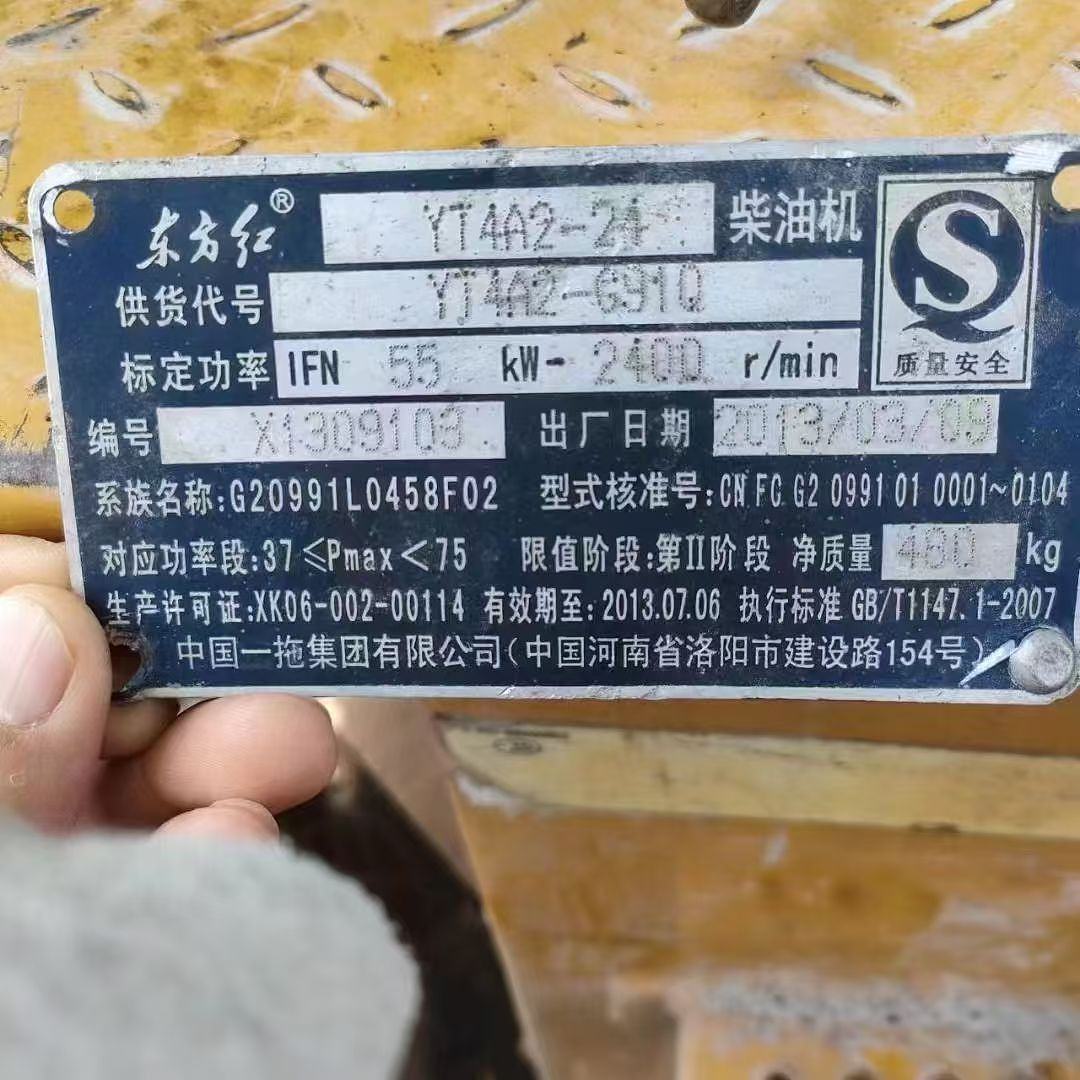 东方红® YT4A2-24 柴油机
供货代号 YT4A2-691Q
标定功率 IFN 55 kW- 2400 r/min
质量安全
编号 X1309103 出厂日期 2013/03/09
系族名称:G20991L0458F02 型式核准号:CN FC G2 0991 01 0001~0104
对应功率段:37≤Pmax<75 限值阶段:第II阶段 净质量 480 kg
生产许可证:XK06-002-00114 有效期至:2013.07.06 执行标准 GB/T1147.1-2007
中国一拖集团有限公司(中国河南省洛阳市建设路154号)